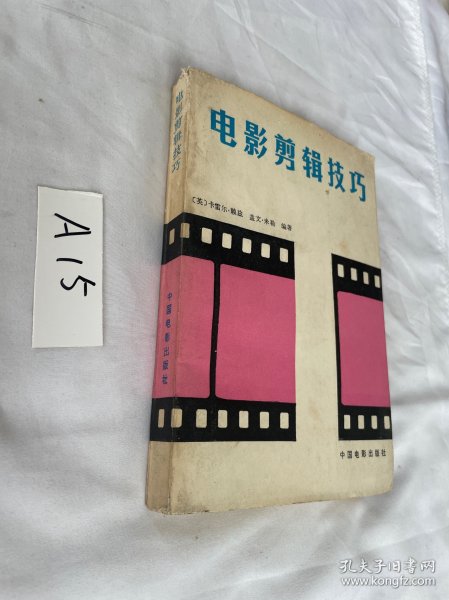 A15
电影剪辑技巧
中国电影出版社
电影剪辑技巧
〔英〕卡雷尔·赖兹 盖文·米勒 编著
中国电影出版社
孔夫子旧书网
www.kongfz.com